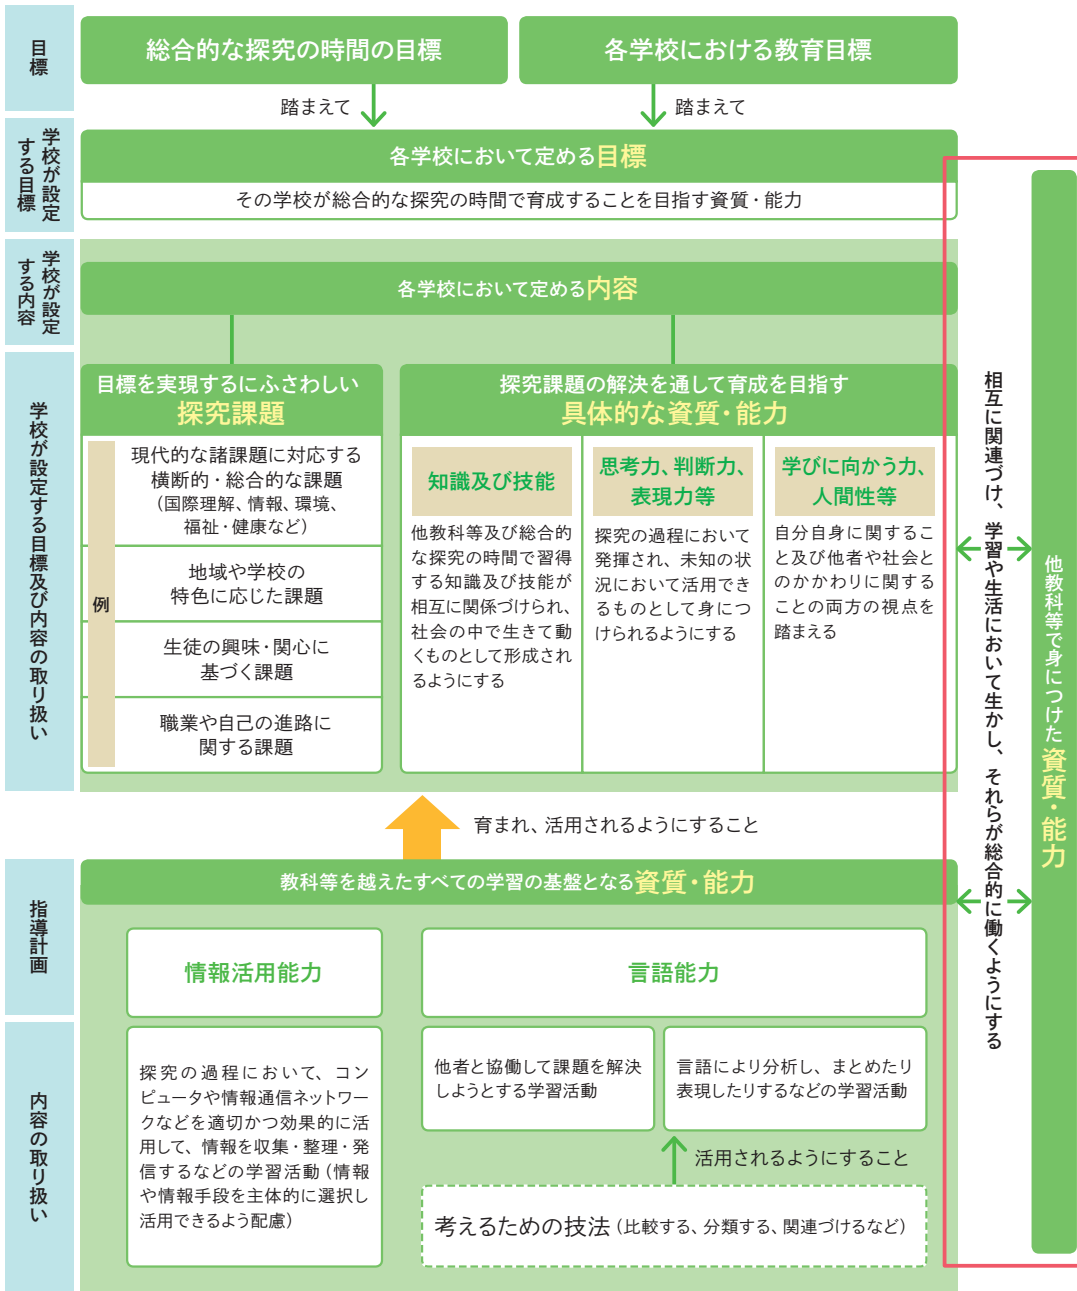 目標
総合的な探究の時間の目標
各学校における教育目標
踏まえて
踏まえて
学校が設定
する目標
各学校において定める目標
その学校が総合的な探究の時間で育成することを目指す資質・能力
学校が設定
する内容
各学校において定める内容
学校が設定する目標及び内容の取り扱い
目標を実現するにふさわしい
探究課題
例
現代的な諸課題に対応する
横断的・総合的な課題
（国際理解、情報、環境、
福祉・健康など）
地域や学校の
特色に応じた課題
生徒の興味・関心に
基づく課題
職業や自己の進路に
関する課題
探究課題の解決を通して育成を目指す
具体的な資質・能力
知識及び技能
他教科等及び総合的
な探究の時間で習得
する知識及び技能が
相互に関係づけられ、
社会の中で生きて働
くものとして形成され
るようにする
思考力、判断力、
表現力等
探究の過程において
発揮され、未知の状
況において活用でき
るものとして身につ
けられるようにする
学びに向かう力、
人間性等
自分自身に関するこ
と及び他者や社会と
のかかわりに関する
ことの両方の視点を
踏まえる
育まれ、活用されるようにすること
指導計画
教科等を越えたすべての学習の基盤となる資質・能力
情報活用能力
言語能力
内容の取り扱い
探究の過程において、コン
ピュータや情報通信ネットワー
クなどを適切かつ効果的に活
用して、情報を収集・整理・発
信するなどの学習活動（情報
や情報手段を主体的に選択し
活用できるよう配慮）
他者と協働して課題を解決
しようとする学習活動
言語により分析し、まとめたり
表現したりするなどの学習活動
活用されるようにすること
考えるための技法（比較する、分類する、関連づけるなど）
相互に関連づけ、学習や生活において生かし、それらが総合的に働くようにする
他教科等で身につけた資質・能力